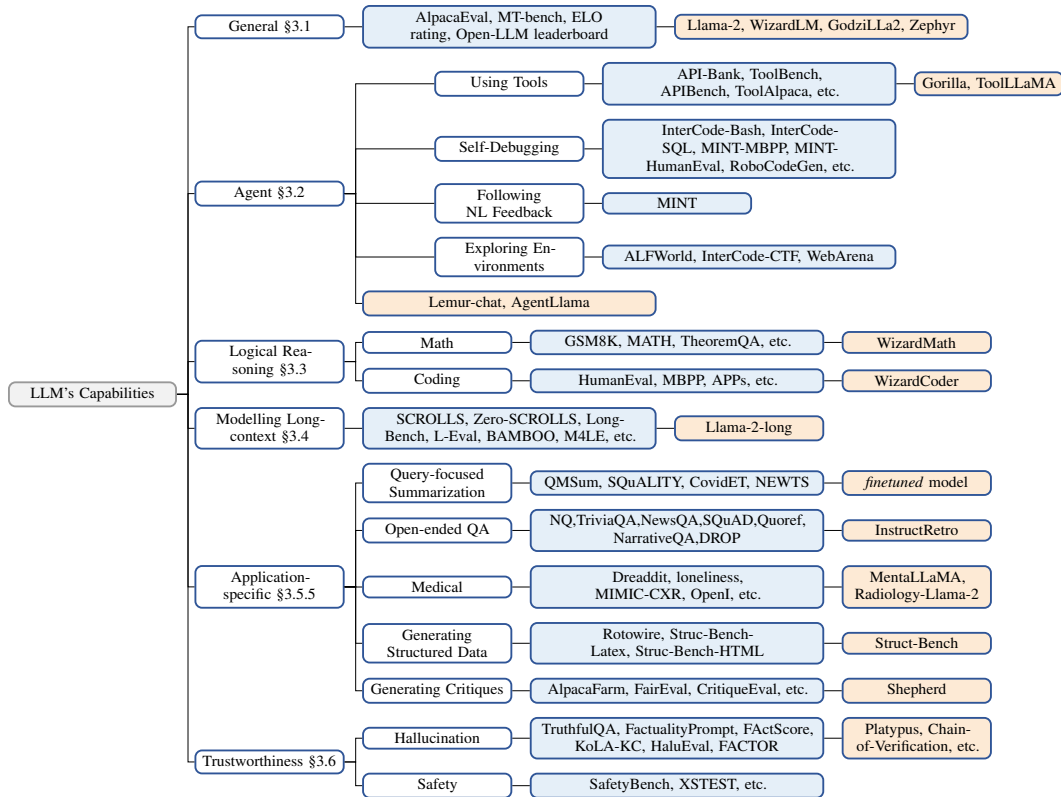 LLM's Capabilities
General §3.1
AlpacaEval, MT-bench, ELO
rating, Open-LLM leaderboard
Llama-2, WizardLM, GodziLLa2, Zephyr
Agent §3.2
Using Tools
API-Bank, ToolBench,
APIBench, ToolAlpaca, etc.
Gorilla, ToolLLaMA
Self-Debugging
InterCode-Bash, InterCode-
SQL, MINT-MBPP, MINT-
HumanEval, RoboCodeGen, etc.
Following
NL Feedback
MINT
Exploring En-
vironments
ALFWorld, InterCode-CTF, WebArena
Lemur-chat, AgentLlama
Logical Rea-
soning §3.3
Math
GSM8K, MATH, TheoremQA, etc.
WizardMath
Coding
HumanEval, MBPP, APPs, etc.
WizardCoder
Modelling Long-
context §3.4
SCROLLS, Zero-SCROLLS, Long-
Bench, L-Eval, BAMBOO, M4LE, etc.
Llama-2-long
Application-
specific §3.5.5
Query-focused
Summarization
QMSum, SQuALITY, CovidET, NEWTS
finetuned model
Open-ended QA
NQ,TriviaQA,NewsQA,SQuAD,Quoref,
NarrativeQA,DROP
InstructRetro
Medical
Dreaddit, loneliness,
MIMIC-CXR, OpenI, etc.
MentaLLaMA,
Radiology-Llama-2
Generating
Structured Data
Rotowire, Struc-Bench-
Latex, Struc-Bench-HTML
Struct-Bench
Generating Critiques
AlpacaFarm, FairEval, CritiqueEval, etc.
Shepherd
Trustworthiness §3.6
Hallucination
TruthfulQA, FactualityPrompt, FActScore,
KoLA-KC, HaluEval, FACTOR
Platypus, Chain-
of-Verification, etc.
Safety
SafetyBench, XSTEST, etc.